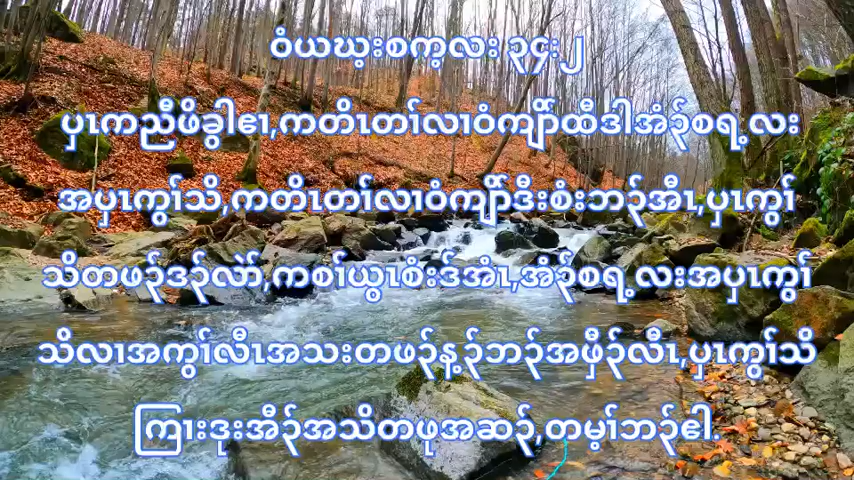 ဝံယဃ့းစက့လး ၃၄:၂
ပှၤကညီဖိခွါဧၢ,ကတိၤတၢ်လၢဝံကျိာ်ထီဒါအံၣ်စရ့လး
အပှၤကွၢ်သိ,ကတိၤတၢ်လၢဝံကျိာ်ဒီးစံးဘၣ်အီၤ,ပှၤကွၢ်
သိတဖၣ်ဒၣ်လဲာ်,ကစၢ်ယွၤစံးဒ်အံၤ,အံၣ်စရ့လးအပှၤကွၢ်
သိလၢအကွၢ်လီၤအသးတဖၣ်န့ၣ်ဘၣ်အဖှီၣ်လီၤ,ပှၤကွၢ်သိ
ကြၢးဒုးအီၣ်အသိတဖုအဆၣ်,တမ့ၢ်ဘၣ်ဧါ.